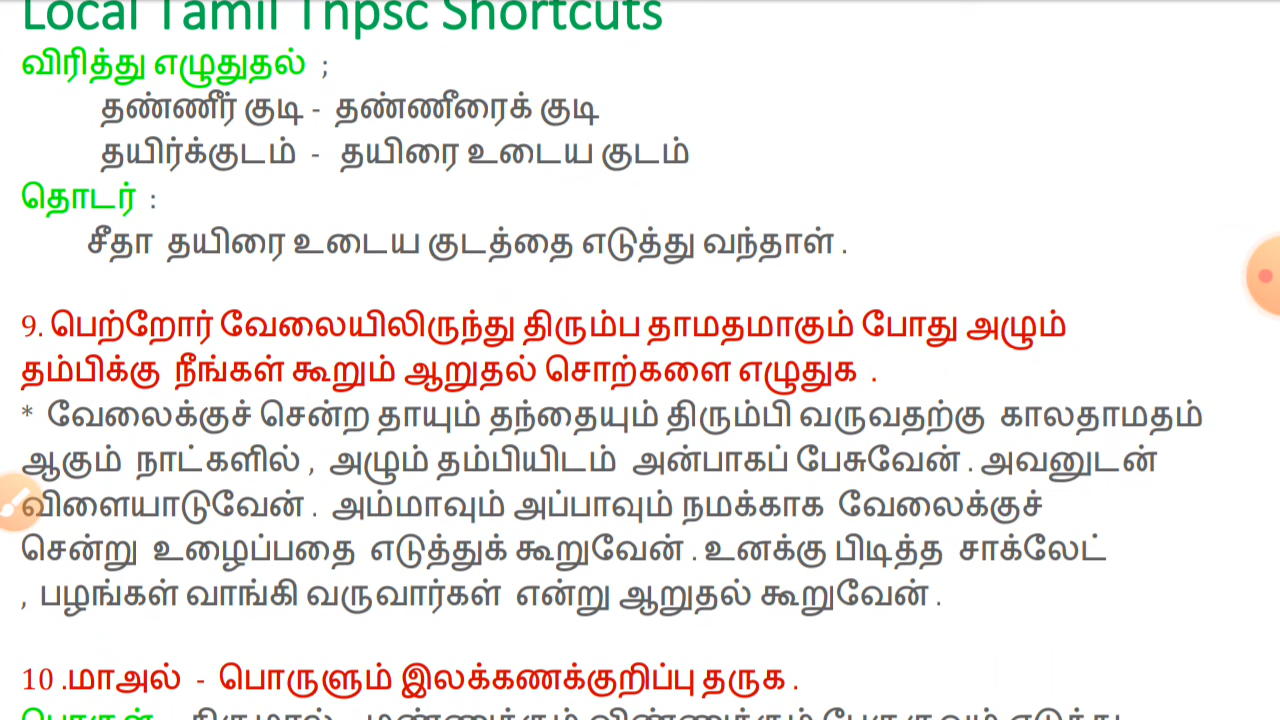 Local Tamil Tnpsc Shortcuts
விரித்து எழுதுதல் ;
தண்ணீர் குடி - தண்ணீரைக் குடி
தயிர்க்குடம் - தயிரை உடைய குடம்
தொடர் :
சீதா தயிரை உடைய குடத்தை எடுத்து வந்தாள் .
9. பெற்றோர் வேலையிலிருந்து திரும்ப தாமதமாகும் போது அழும்
தம்பிக்கு நீங்கள் கூறும் ஆறுதல் சொற்களை எழுதுக .
* வேலைக்குச் சென்ற தாயும் தந்தையும் திரும்பி வருவதற்கு காலதாமதம்
ஆகும் நாட்களில் , அழும் தம்பியிடம் அன்பாகப் பேசுவேன் . அவனுடன்
விளையாடுவேன் . அம்மாவும் அப்பாவும் நமக்காக வேலைக்குச்
சென்று உழைப்பதை எடுத்துக் கூறுவேன் . உனக்கு பிடித்த சாக்லேட்
, பழங்கள் வாங்கி வருவார்கள் என்று ஆறுதல் கூறுவேன் .
10 .மாஅல் - பொருளும் இலக்கணக்குறிப்பு தருக .